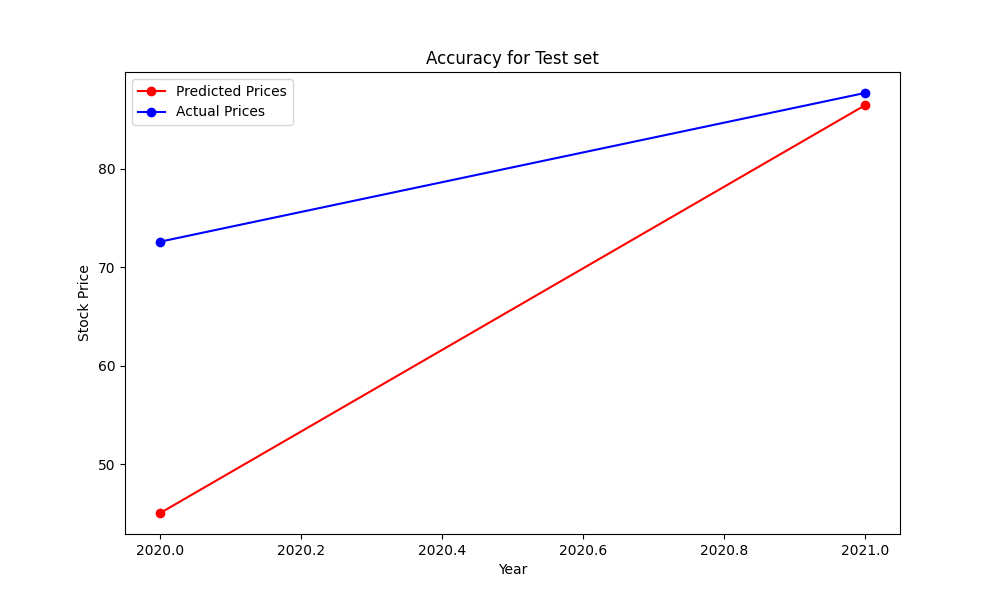 Accuracy for Test set
Predicted Prices
Actual Prices
Stock Price
80
70
60
50
2020.0 2020.2 2020.4 2020.6 2020.8 2021.0
Year